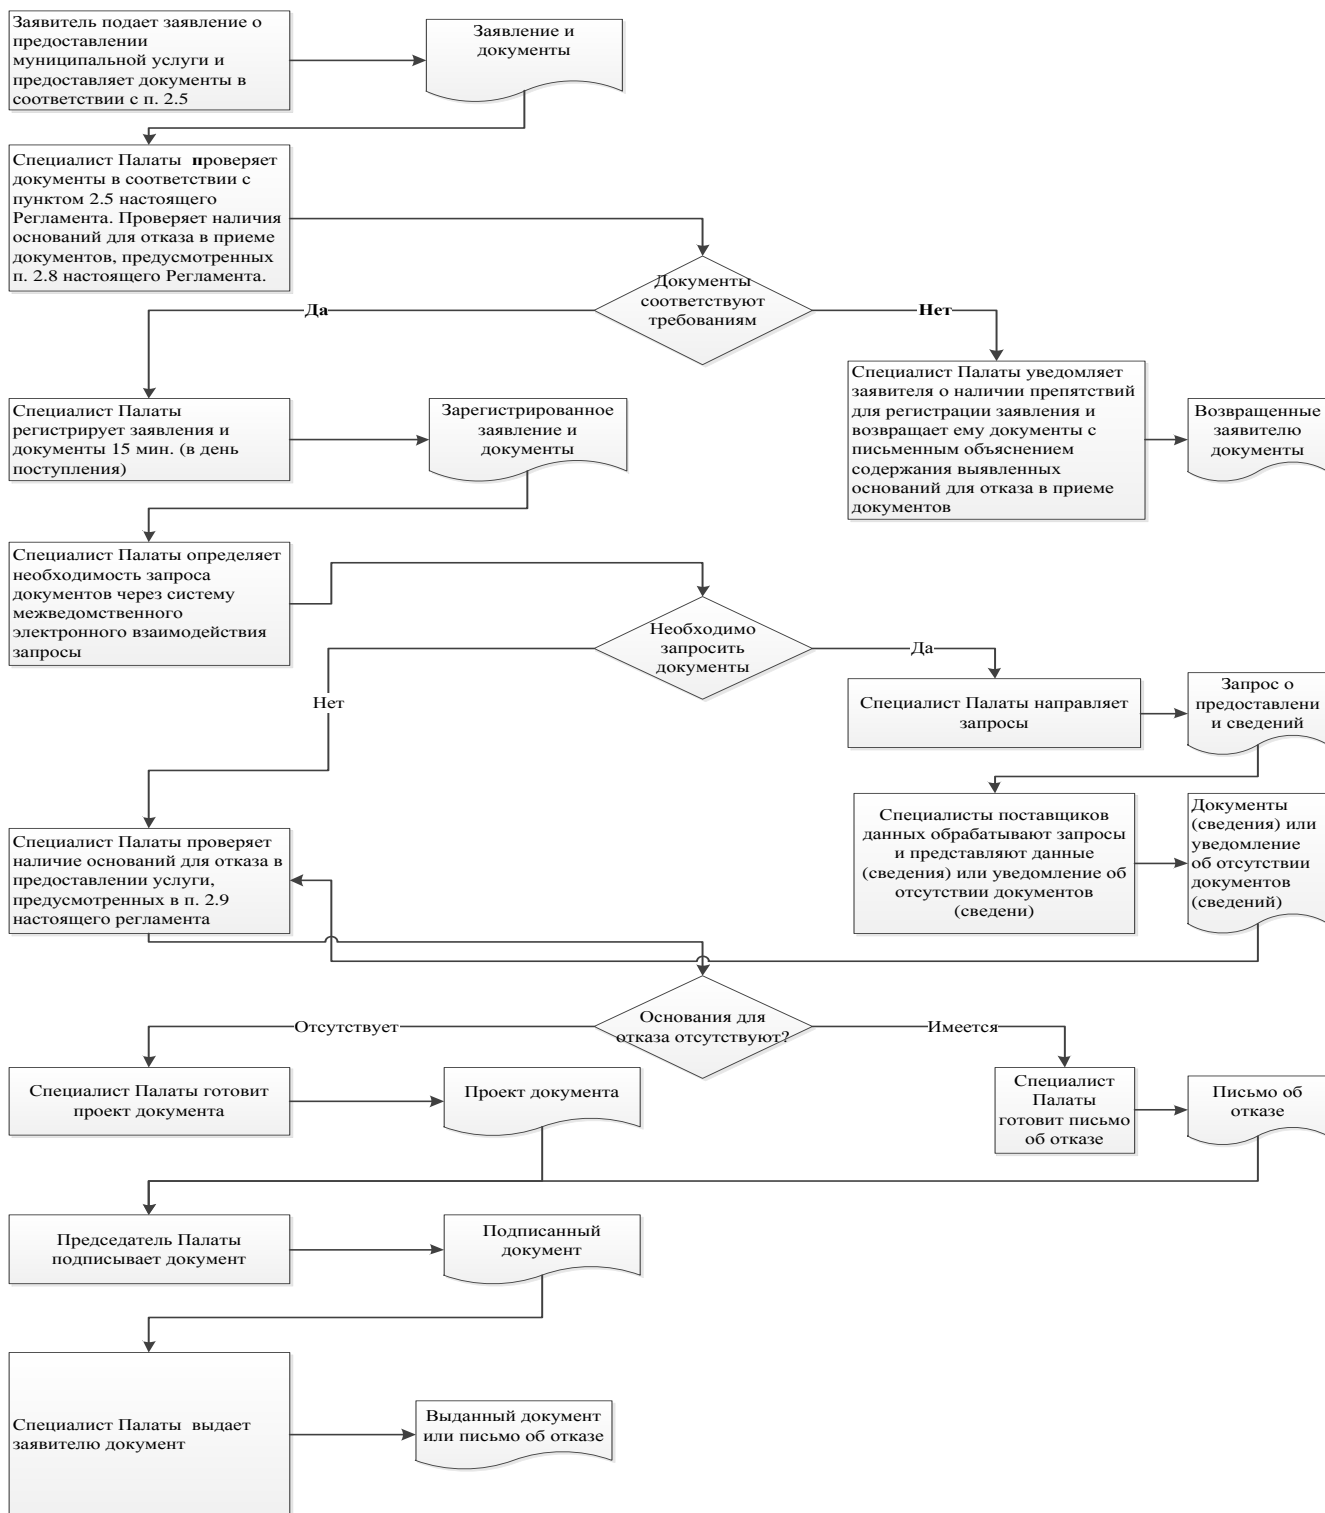 Заявитель подает заявление о
предоставлении
муниципальной услуги и
предоставляет документы в
соответствии с п. 2.5
Заявление и
документы
Специалист Палаты  проверяет
документы в соответствии с
пунктом 2.5 настоящего
Регламента. Проверяет наличия
оснований для отказа в приеме
документов, предусмотренных
п. 2.8 настоящего Регламента.
Документы
соответствуют
требованиям
Да
Нет
Специалист Палаты
регистрирует заявления и
документы 15 мин. (в день
поступления)
Зарегистрированное
заявление и
документы
Специалист Палаты уведомляет
заявителя о наличии препятствий
для регистрации заявления и
возвращает ему документы с
письменным объяснением
содержания выявленных
оснований для отказа в приеме
документов
Возвращенные
заявителю
документы
Специалист Палаты определяет
необходимость запроса
документов через систему
межведомственного
электронного взаимодействия
запросы
Необходимо
запросить
документы
Да
Нет
Специалист Палаты направляет
запросы
Запрос о
предоставлени
и сведений
Специалисты поставщиков
данных обрабатывают запросы
и представляют данные
(сведения) или уведомление об
отсутствии документов
(сведени)
Документы
(сведения) или
уведомление
об отсутствии
документов
(сведений)
Специалист Палаты проверяет
наличие оснований для отказа в
предоставлении услуги,
предусмотренных в п. 2.9
настоящего регламента
Основания для
отказа отсутствуют?
Отсутствует
Имеется
Специалист Палаты готовит
проект документа
Проект документа
Специалист
Палаты
готовит письмо
об отказе
Письмо об
отказе
Председатель Палаты
подписывает документ
Подписанный
документ
Специалист Палаты  выдает
заявителю документ
Выданный документ
или письмо об отказе